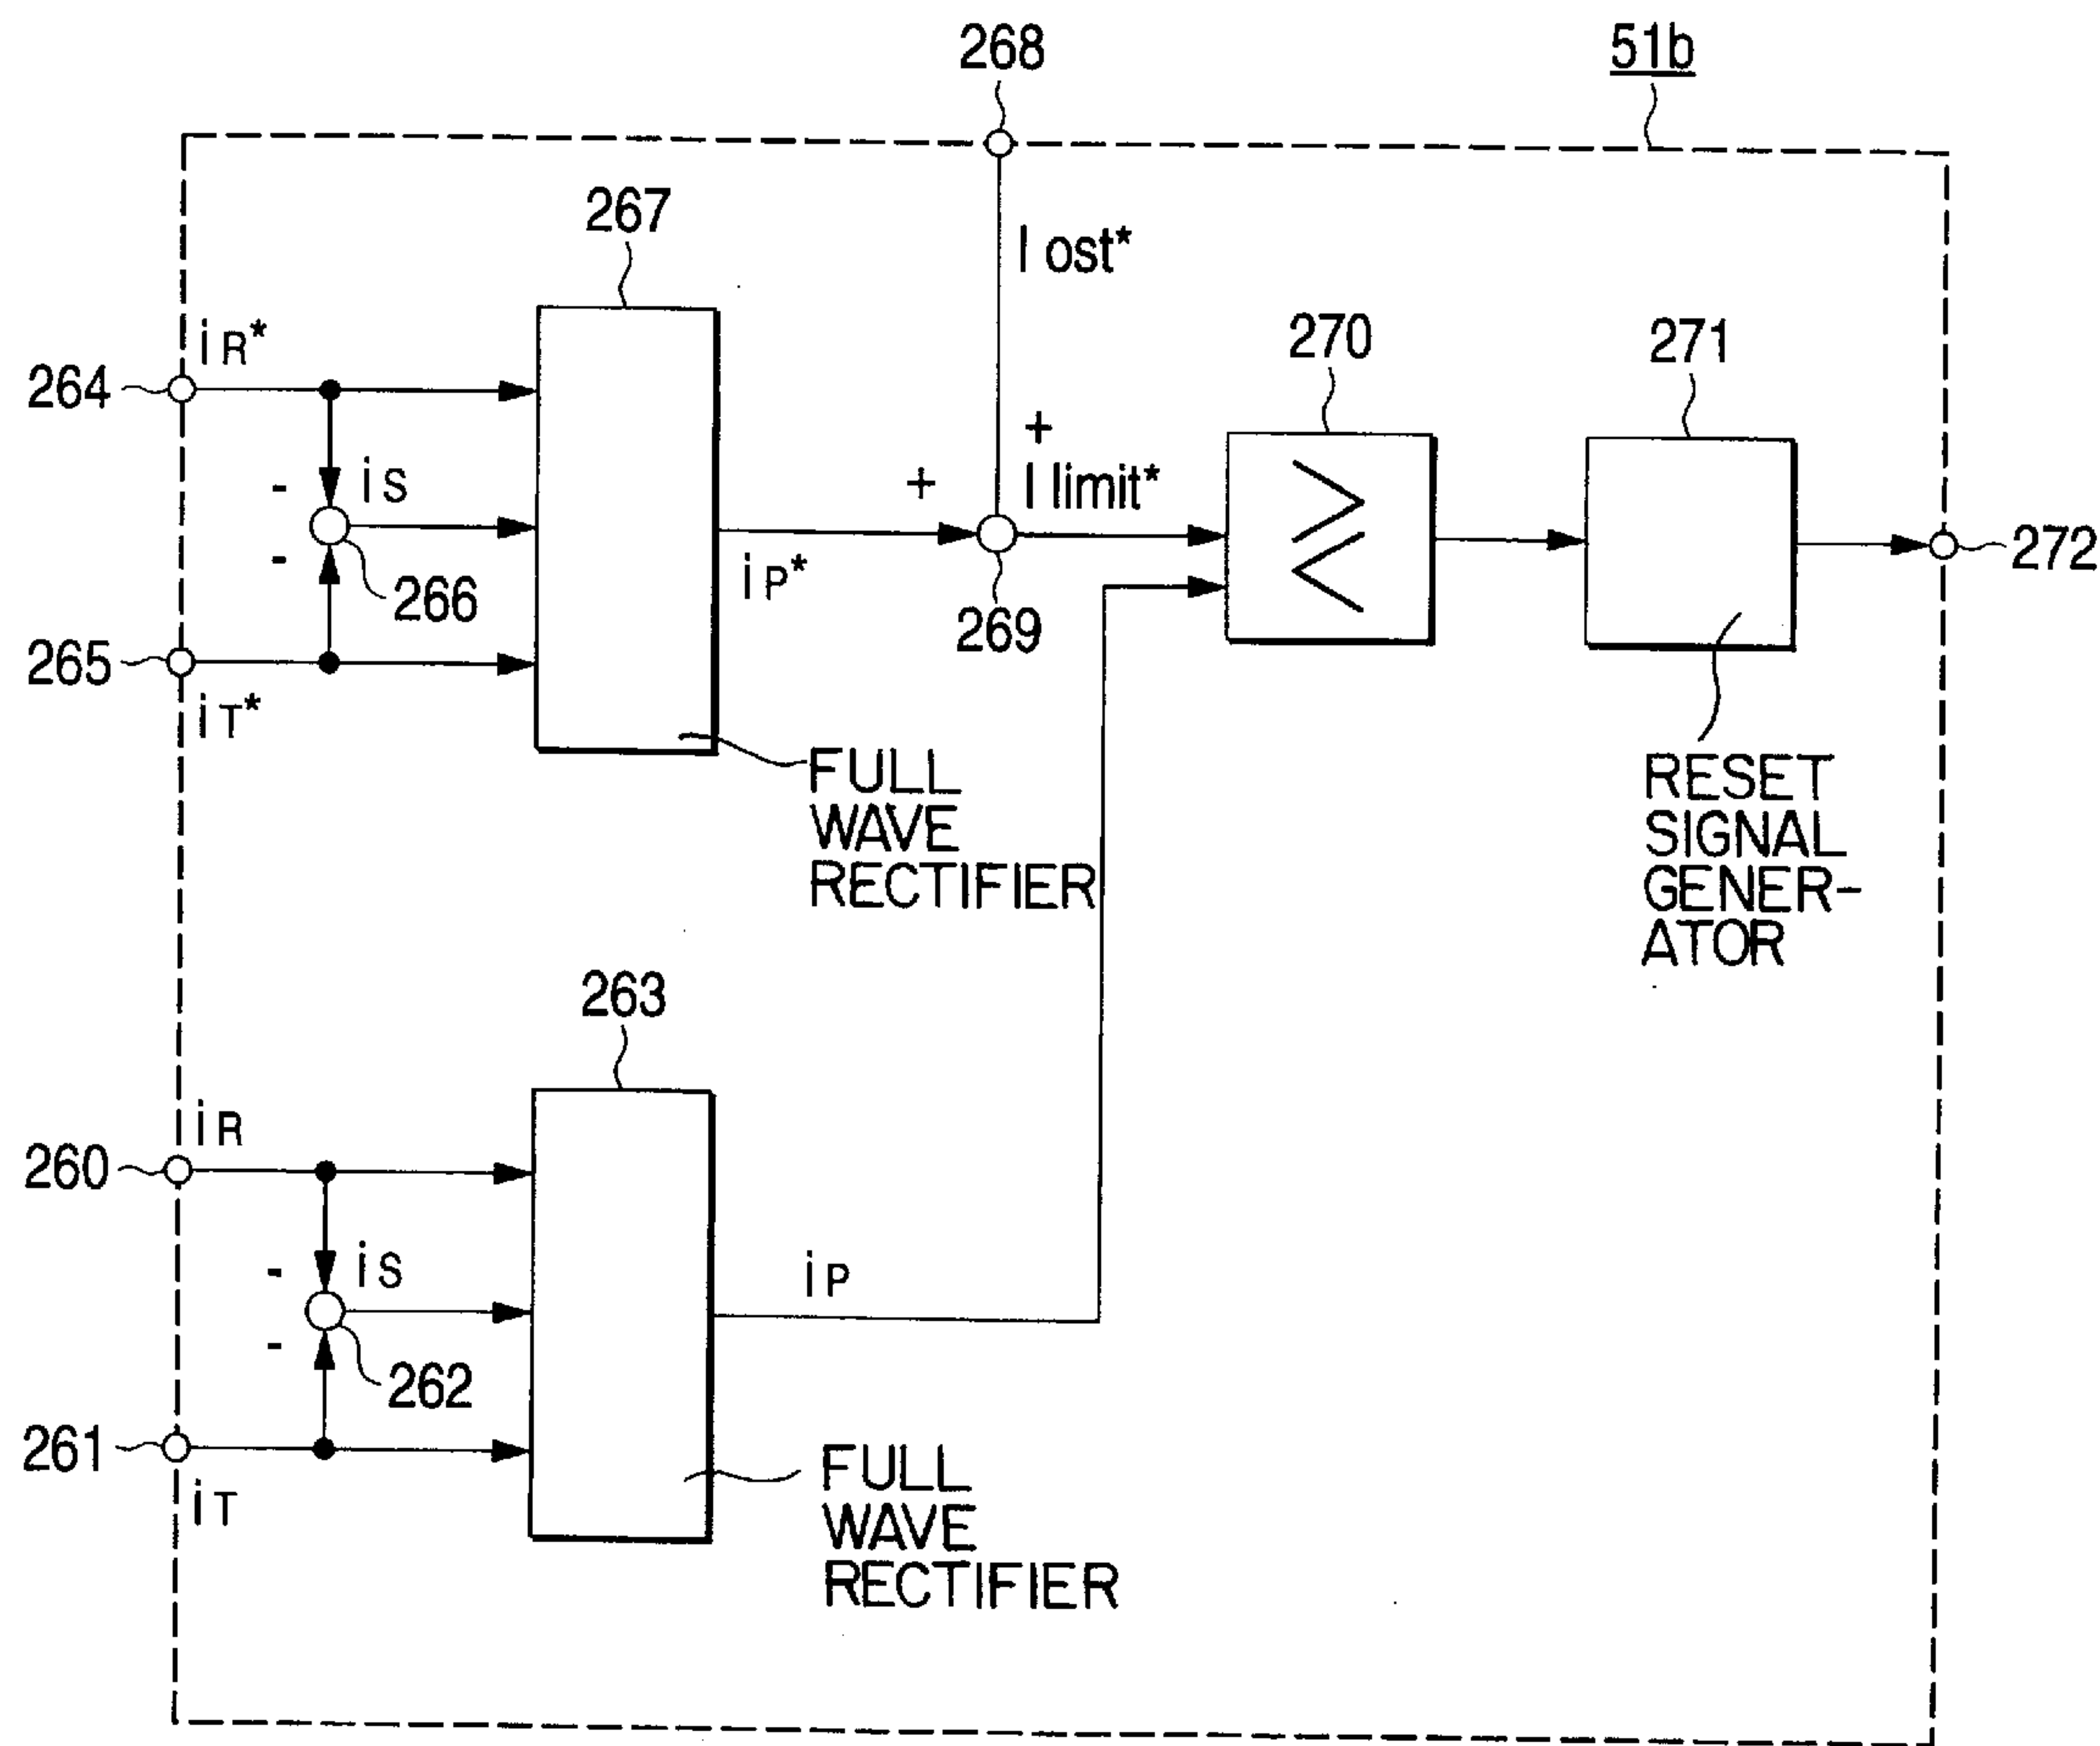 268
51b
267
I ost*
iR*
264
270
271
+
iS
-
+
I limit*
272
-
266
iP*
269
265
iT*
FULL
WAVE
RECTIFIER
RESET
SIGNAL
GENER-
ATOR
263
iR
260
-
iS
iP
-
262
261
iT
FULL
WAVE
RECTIFIER
>
<